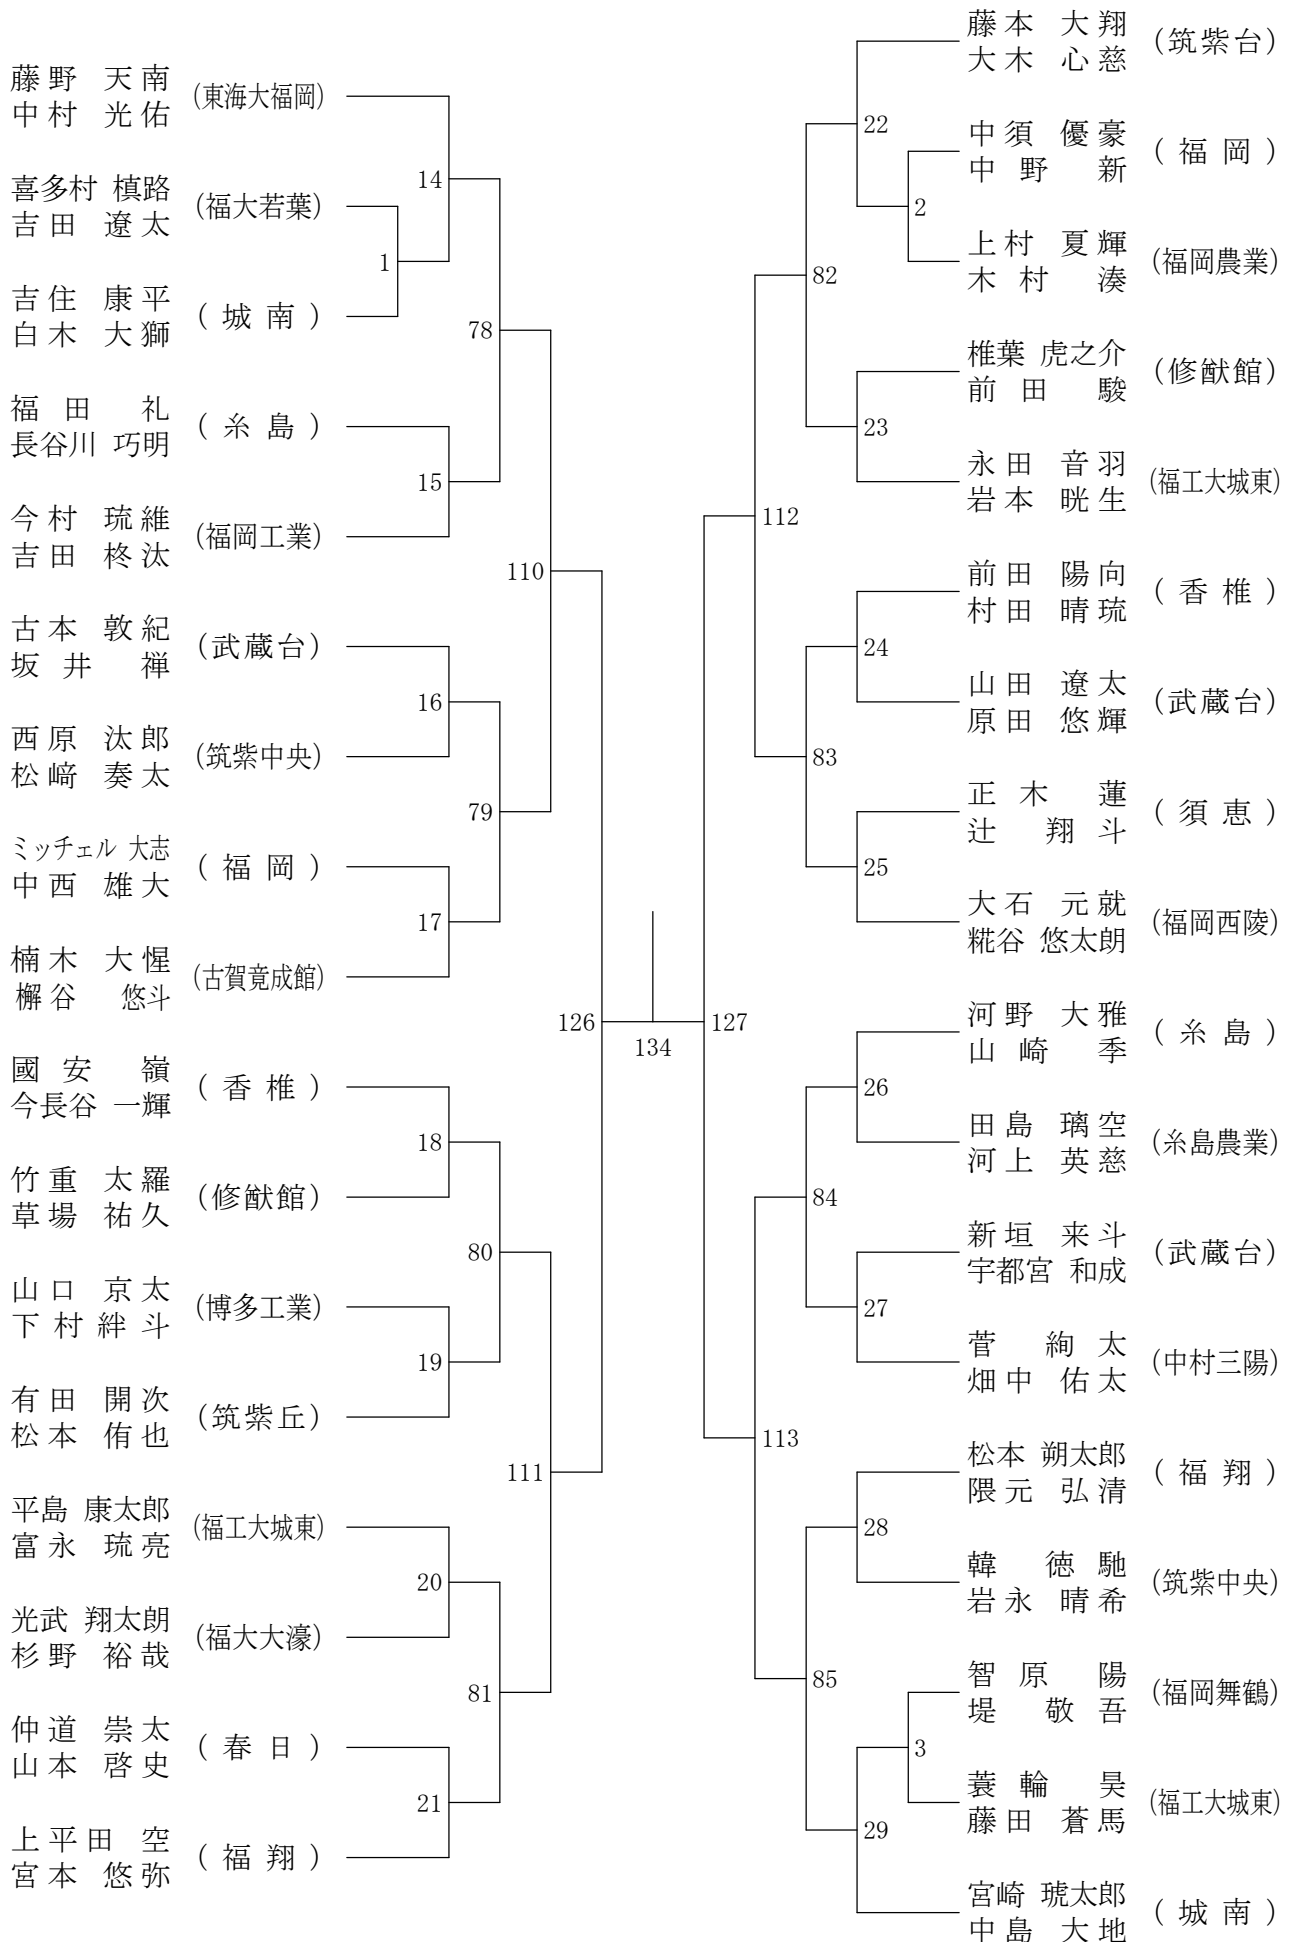 藤野 天南
中村 光佑
(東海大福岡)
喜多村 槙路
吉田 遼太
(福大若葉)
吉住 康平
白木 大獅
(城南)
福田 礼
長谷川 巧明
(糸島)
今村 琉維
吉田 柊汰
(福岡工業)
古本 敦紀
坂井 禅
(武蔵台)
西原 汰郎
松﨑 奏太
(筑紫中央)
ミッチェル 大志
中西 雄大
(福岡)
楠木 大惺
檞谷 悠斗
(古賀竟成館)
國安 嶺
今長谷 一輝
(香椎)
竹重 太羅
草場 祐久
(修猷館)
山口 京太
下村 絆斗
(博多工業)
有田 開次
松本 侑也
(筑紫丘)
平島 康太郎
富永 琉亮
(福工大城東)
光武 翔太朗
杉野 裕哉
(福大大濠)
仲道 崇太
山本 啓史
(春日)
上平田 空
宮本 悠弥
(福翔)
1
14
15
16
17
18
19
20
21
78
79
80
81
110
111
126
134
127
112
113
82
83
84
85
22
23
24
25
26
27
28
29
2
3
藤本 大翔
大木 心慈
(筑紫台)
中須 優豪
中野 新
(福岡)
上村 夏輝
木村 湊
(福岡農業)
椎葉 虎之介
前田 駿
(修猷館)
永田 音羽
岩本 晄生
(福工大城東)
前田 陽向
村田 晴琉
(香椎)
山田 遼太
原田 悠輝
(武蔵台)
正木 蓮
辻 翔斗
(須恵)
大石 元就
糀谷 悠太朗
(福岡西陵)
河野 大雅
山崎 季
(糸島)
田島 璃空
河上 英慈
(糸島農業)
新垣 来斗
宇都宮 和成
(武蔵台)
菅 絢太
畑中 佑太
(中村三陽)
松本 朔太郎
隈元 弘清
(福翔)
韓 徳馳
岩永 晴希
(筑紫中央)
智原 陽
堤 敬吾
(福岡舞鶴)
蓑輪 昊
藤田 蒼馬
(福工大城東)
宮崎 琥太郎
中島 大地
(城南)